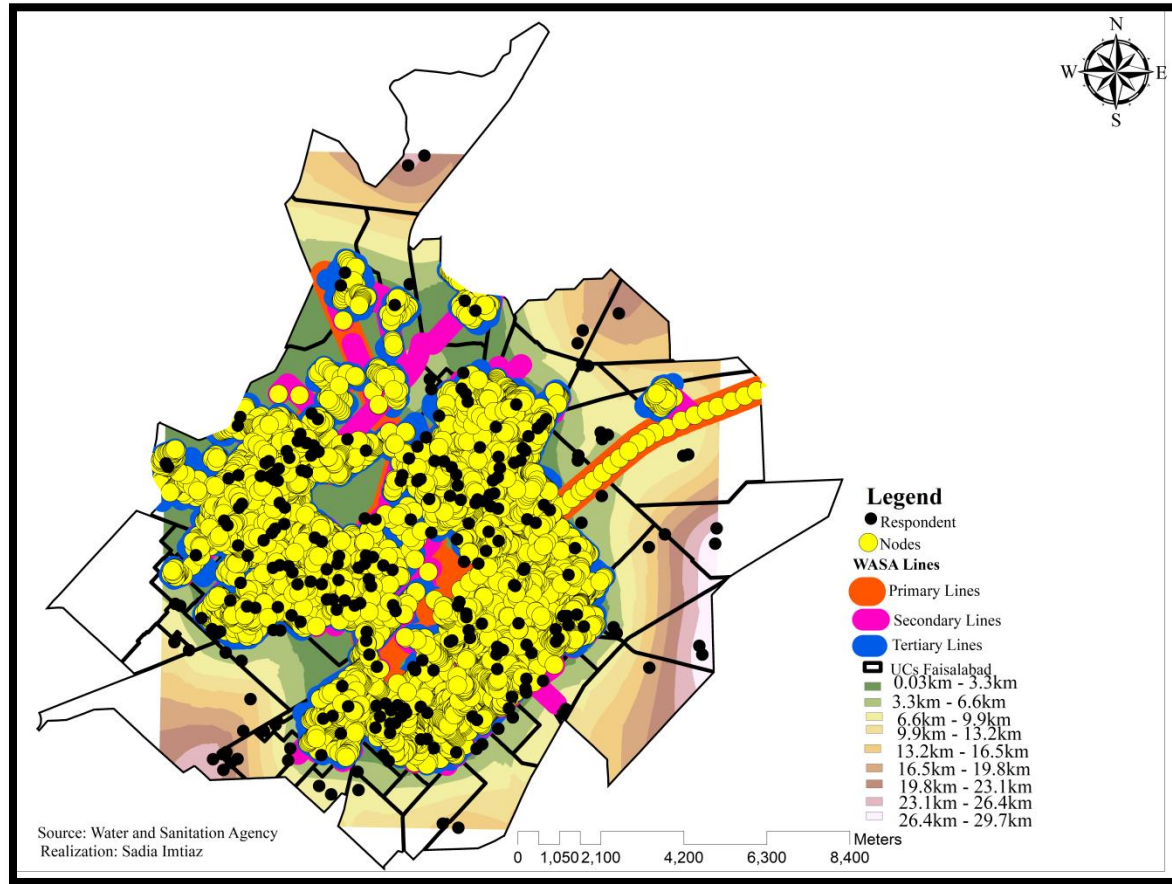 N
W E
S
Legend
Respondent
Nodes
WASA Lines
Primary Lines
Secondary Lines
Tertiary Lines
UCs Faisalabad
0.03km - 3.3km
3.3km - 6.6km
6.6km - 9.9km
9.9km - 13.2km
13.2km - 16.5km
16.5km - 19.8km
19.8km - 23.1km
23.1km - 26.4km
26.4km - 29.7km
Source: Water and Sanitation Agency
Realization: Sadia Imtiaz
Meters
0 1,050 2,100 4,200 6,300 8,400